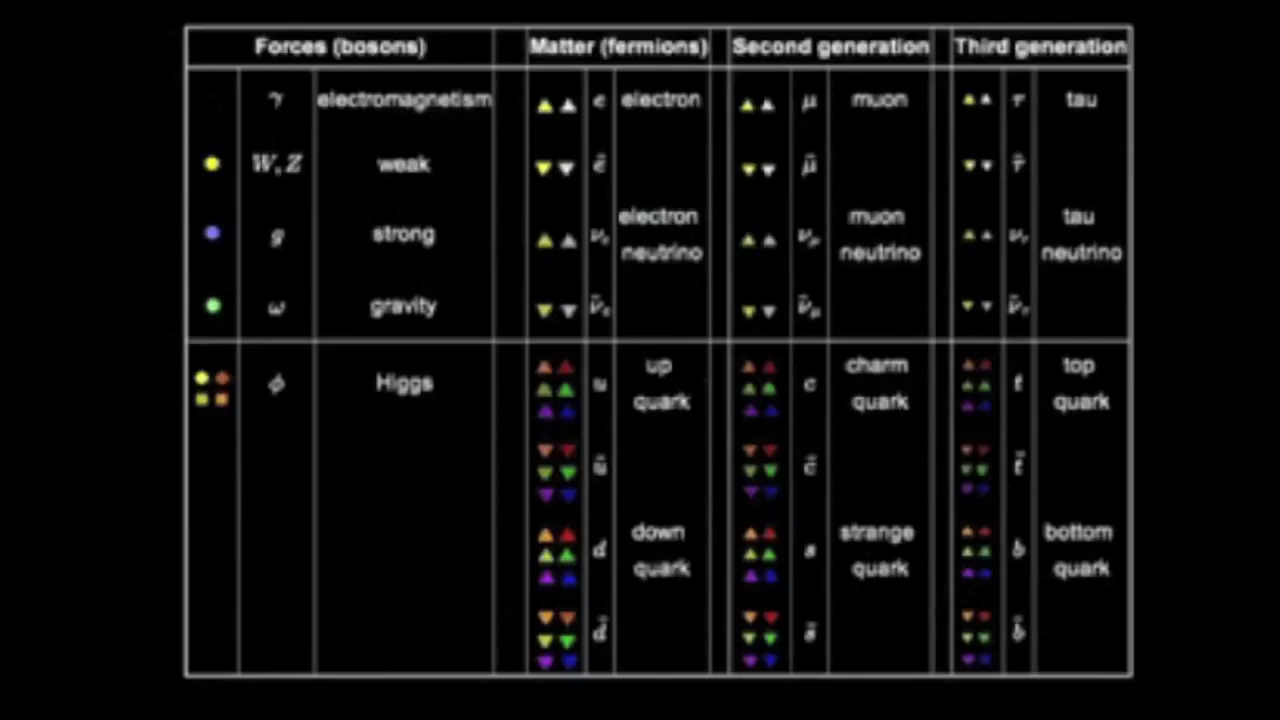 Forces (bosons) Matter (fermions) Second generation Third generation
γ electromagnetism e electron μ muon τ tau
W, Z weak ē μ̄ τ̄
electron muon tau
g strong νₑ neutrino ν_μ neutrino ν_τ neutrino
ω gravity ν̄ₑ ν̄_μ ν̄_τ
up charm top
ϕ Higgs u quark c quark t quark
ū c̄ t̄
down strange bottom
d quark s quark b quark
d̄ s̄ b̄